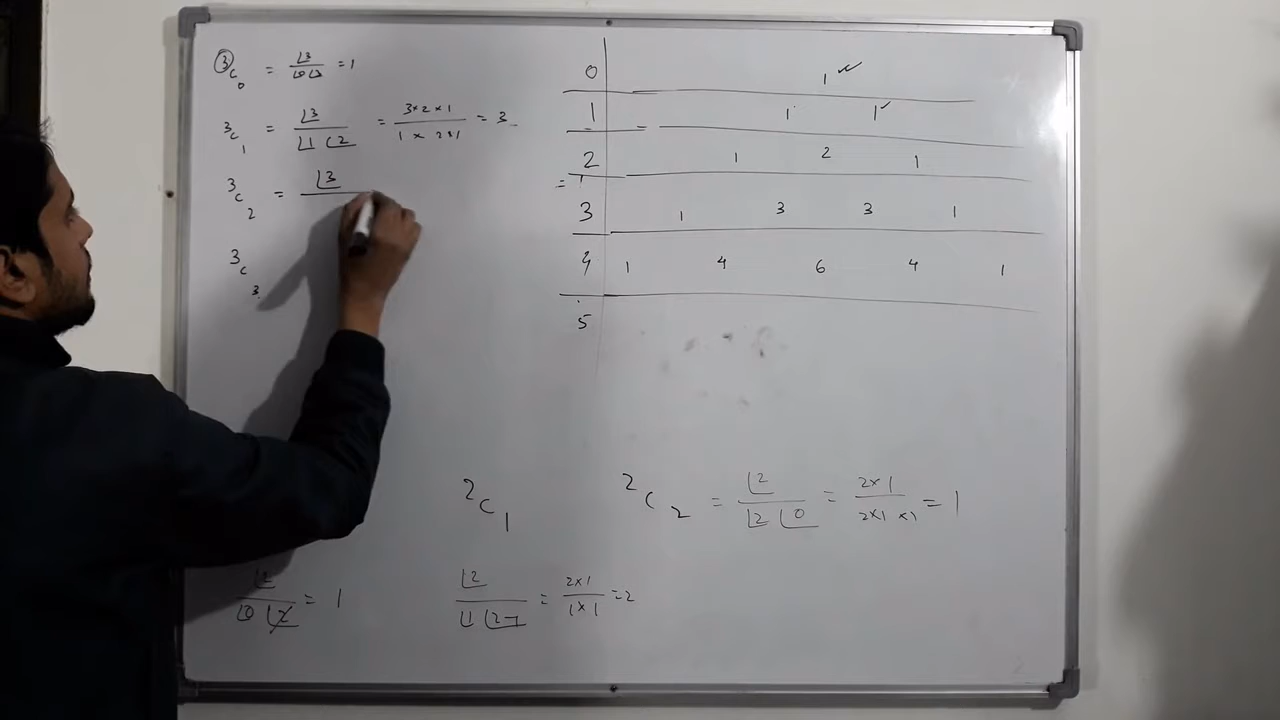 ³C₀ = ⌊3 / ⌊0 ⌊3 = 1
³C₁ = ⌊3 / ⌊1 ⌊2 = 3×2×1 / 1×2×1 = 3
³C₂ = ⌊3
³C₃
0 1
1 1 1
2 1 2 1
3 1 3 3 1
4 1 4 6 4 1
5
²C₁
²C₂ = ⌊2 / ⌊2 ⌊0 = 2×1 / 2×1×1 = 1
⌊2 / ⌊0 ⌊2 = 1
⌊2 / ⌊1 ⌊2-1 = 2×1 / 1×1 = 2